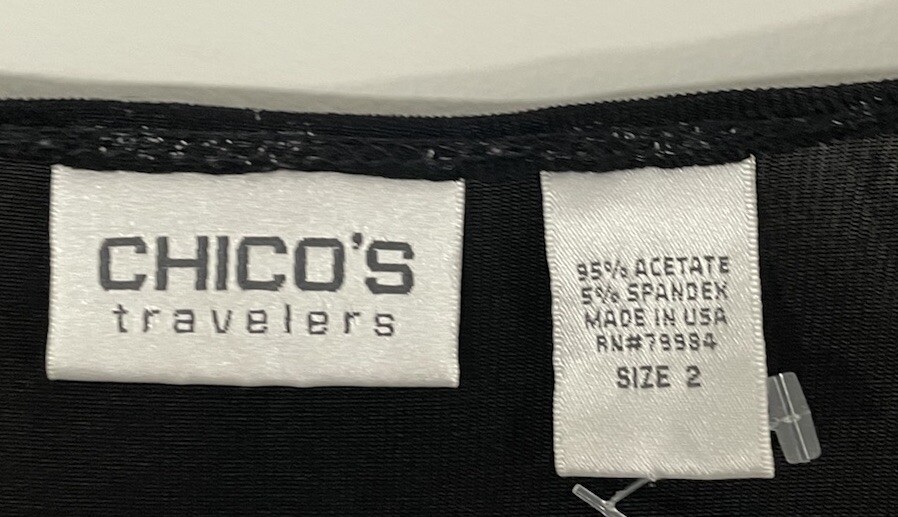 CHICO'S
travelers
95% ACETATE
5% SPANDEX
MADE IN USA
RN#79984
SIZE 2